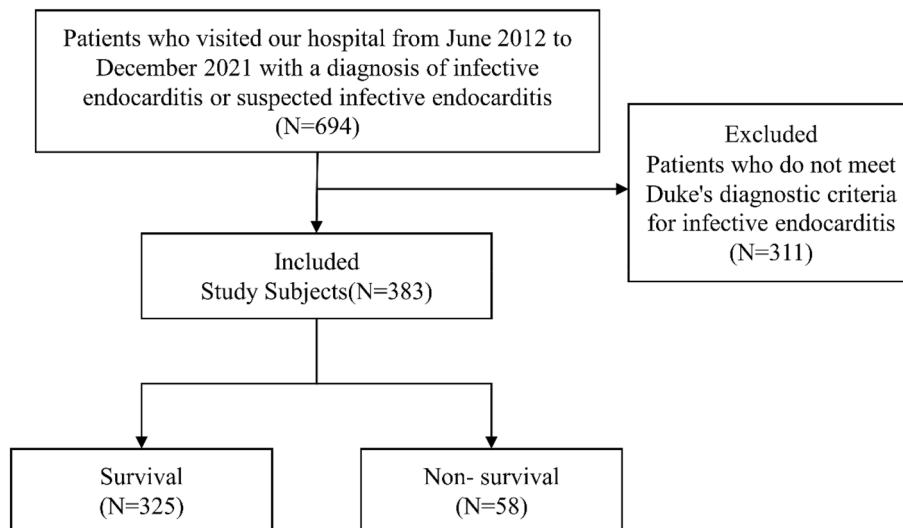 Patients who visited our hospital from June 2012 to
December 2021 with a diagnosis of infective
endocarditis or suspected infective endocarditis
(N=694)
Excluded
Patients who do not meet
Duke's diagnostic criteria
for infective endocarditis
(N=311)
Included
Study Subjects(N=383)
Survival
(N=325)
Non- survival
(N=58)